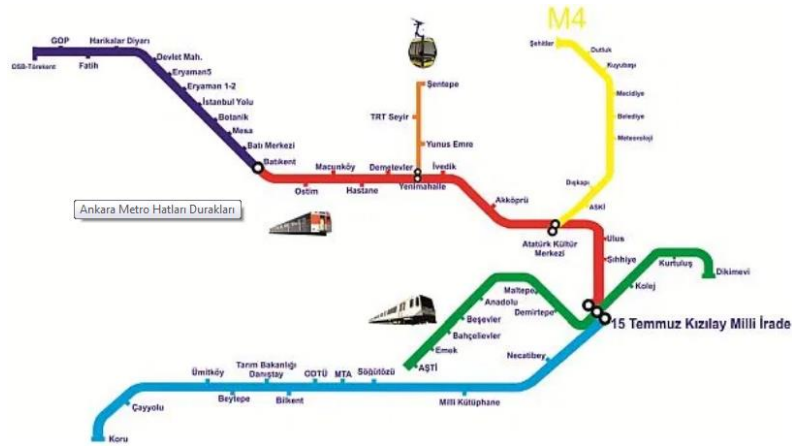 M4
Şehitler
Dutluk
Kuyubaşı
Mecidiye
Belediye
Meteoroloji
Dışkapı
ASKİ
GOP
Harikalar Diyarı
OSB-Törekent
Fatih
Devlet Mah.
Eryaman5
Eryaman 1-2
İstanbul Yolu
Botanik
Mesa
Batı Merkezi
Batıkent
Şentepe
TRT Seyir
Yunus Emre
Macunköy
Demetevler
İvedik
Ostim
Hastane
Yenimahalle
Akköprü
Ankara Metro Hatları Durakları
Atatürk Kültür
Merkezi
Ulus
Sıhhiye
Kurtuluş
Dikimevi
Kolej
Maltepe
Anadolu
Demirtepe
Beşevler
Bahçelievler
Emek
AŞTİ
15 Temmuz Kızılay Milli İrade
Necatibey
Ümitköy
Tarım Bakanlığı
Danıştay
ODTÜ
MTA
Söğütözü
Beytepe
Bilkent
Milli Kütüphane
Çayyolu
Koru